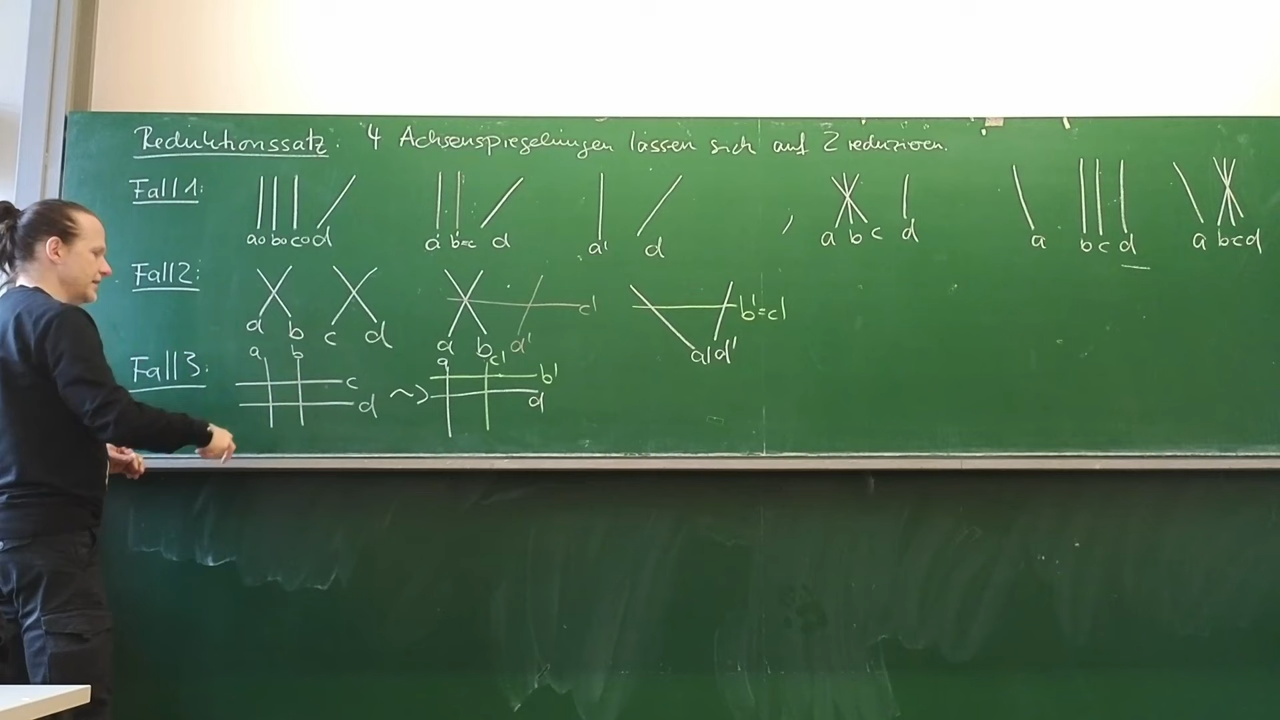 Reduktionssatz: 4 Achsenspiegelungen lassen sich auf 2 reduzieren.
Fall 1: a b c d a b=c d a' d , a b c d a b c d a b c d
Fall 2: a b c d a b a' c' a' d' b'=c'
Fall 3: a b c d ~> a c' b' d